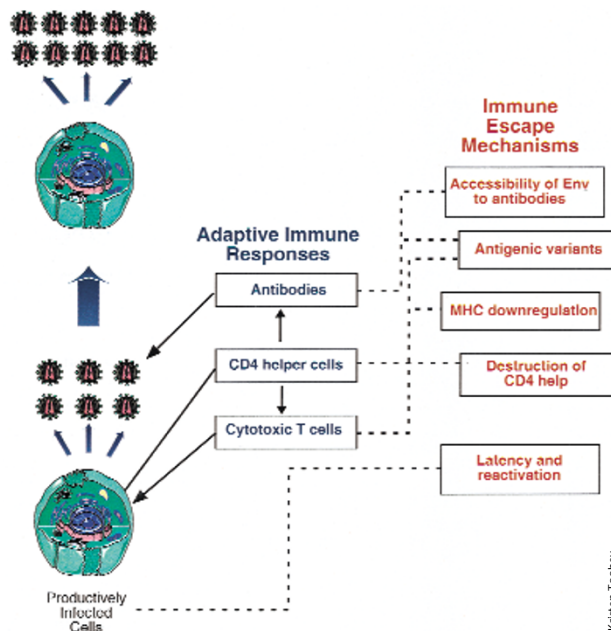 Immune
Escape
Mechanisms
Accessibility of Env
to antibodies
Adaptive Immune
Responses
Antigenic variants
Antibodies
MHC downregulation
CD4 helper cells
Destruction of
CD4 help
Cytotoxic T cells
Latency and
reactivation
Productively
Infected
Cells